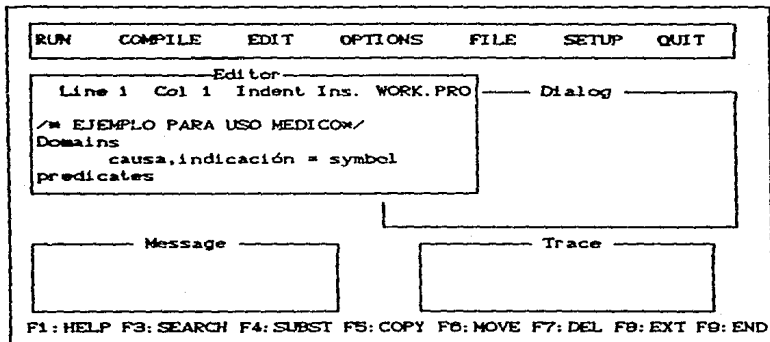 RUN COMPILE EDIT OPTIONS FILE SETUP QUIT
Editor
Line 1 Col 1 Indent Ins. WORK.PRO
Dialog
/* EJEMPLO PARA USO MEDICO*/
Domains
causa,indicación = symbol
predicates
Message
Trace
F1:HELP F3:SEARCH F4:SUBST F5:COPY F6:MOVE F7:DEL F8:EXT F9:END